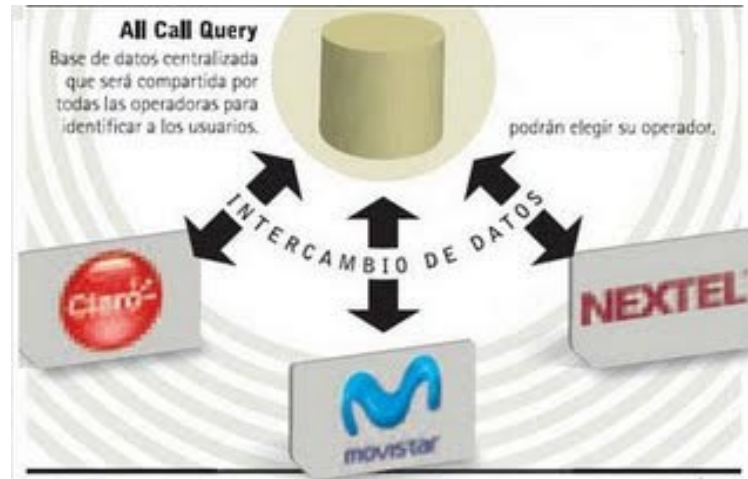 All Call Query
Base de datos centralizada
que será compartida por
todas las operadoras para
identificar a los usuarios.
podrán elegir su operador.
INTERCAMBIO DE DATOS
Claro
movistar
NEXTEL